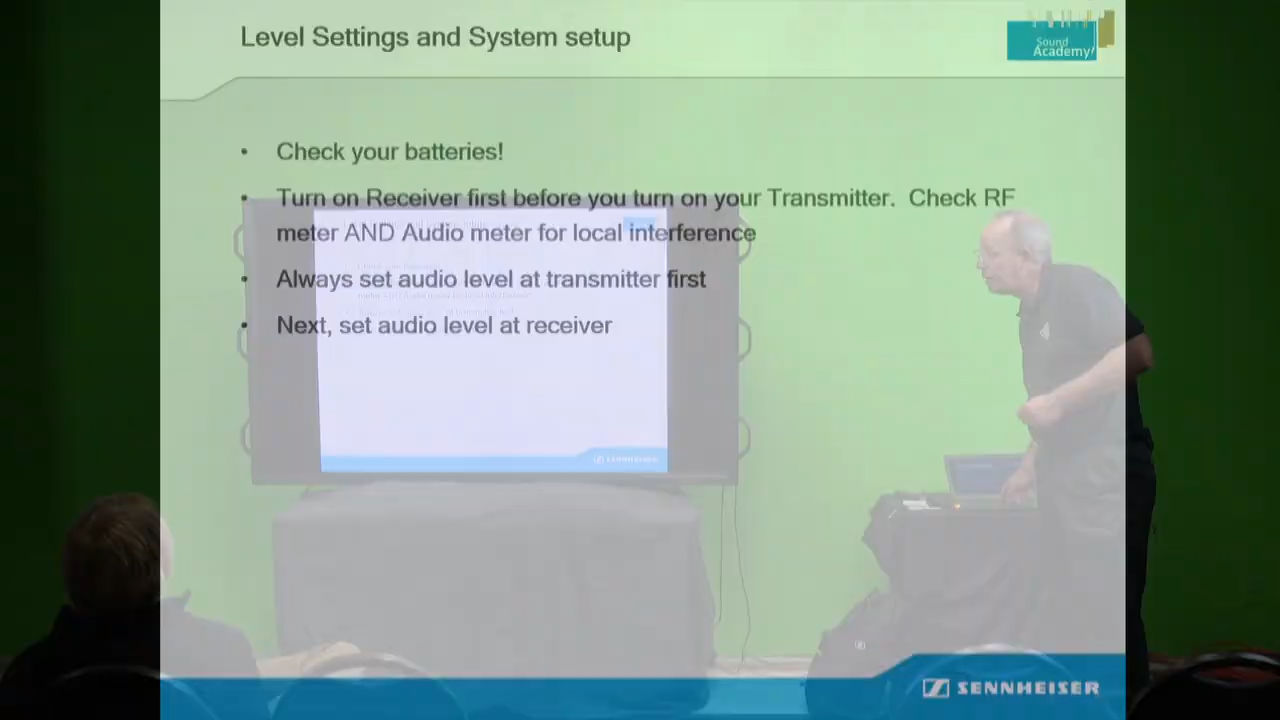 Level Settings and System setup
Sound
Academy!
• Check your batteries!
• Turn on Receiver first before you turn on your Transmitter. Check RF
meter AND Audio meter for local interference
• Always set audio level at transmitter first
• Next, set audio level at receiver
SENNHEISER
SENNHEISER